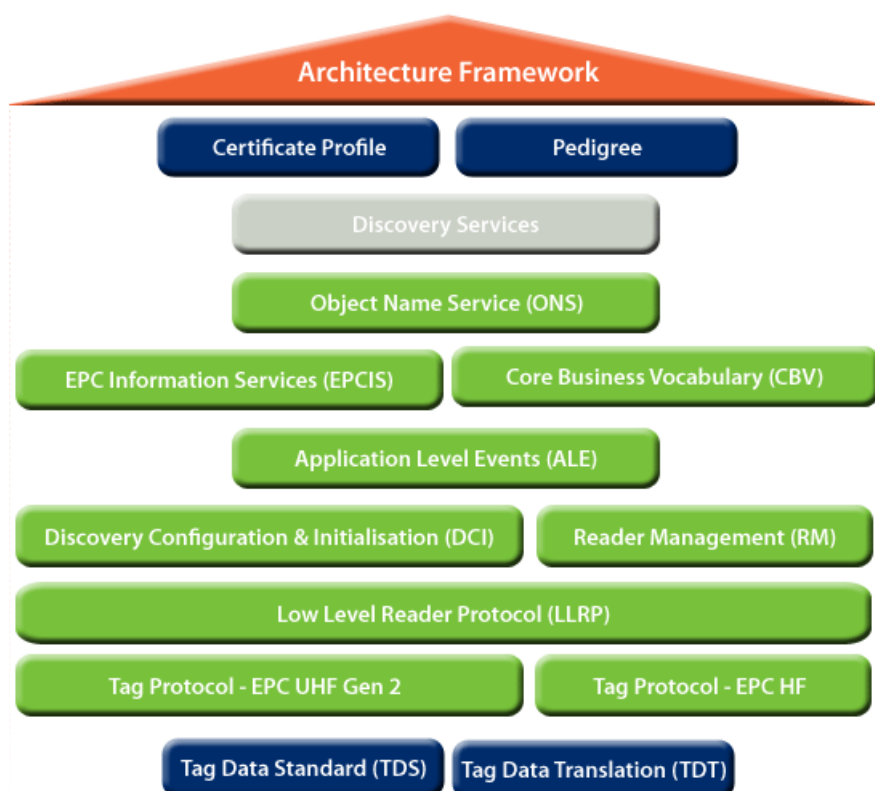 Architecture Framework
Certificate Profile
Pedigree
Discovery Services
Object Name Service (ONS)
EPC Information Services (EPCIS)
Core Business Vocabulary (CBV)
Application Level Events (ALE)
Discovery Configuration & Initialisation (DCI)
Reader Management (RM)
Low Level Reader Protocol (LLRP)
Tag Protocol - EPC UHF Gen 2
Tag Protocol - EPC HF
Tag Data Standard (TDS)
Tag Data Translation (TDT)